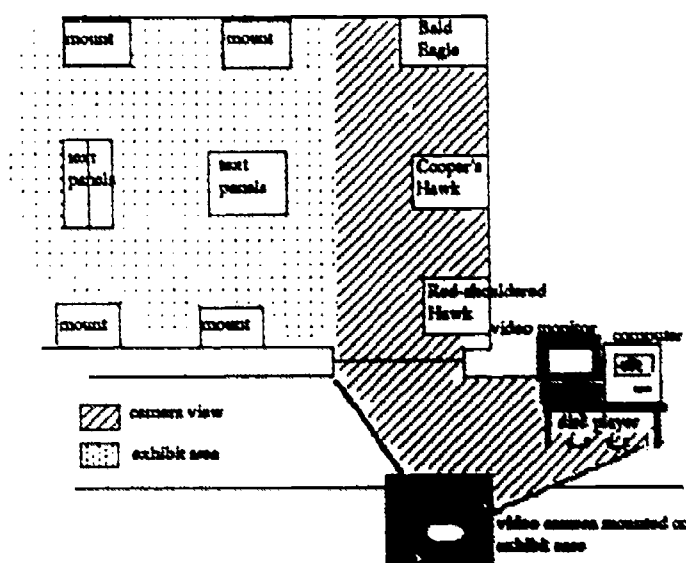 mount
mount
Bald
Eagle
text
panels
text
panels
Cooper's
Hawk
Red-shouldered
Hawk
mount
mount
video monitor
computer
camera view
disc player
exhibit area
video camera mounted on
exhibit case